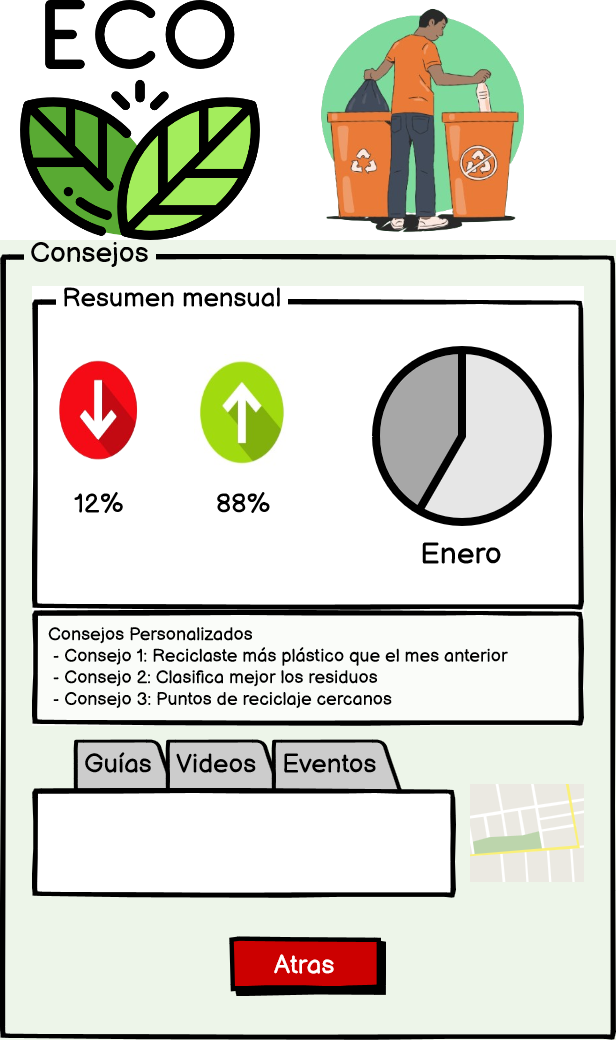 ECO
Consejos
Resumen mensual
12%
88%
Enero
Consejos Personalizados
- Consejo 1: Reciclaste más plástico que el mes anterior
- Consejo 2: Clasifica mejor los residuos
- Consejo 3: Puntos de reciclaje cercanos
Guías
Videos
Eventos
Atras